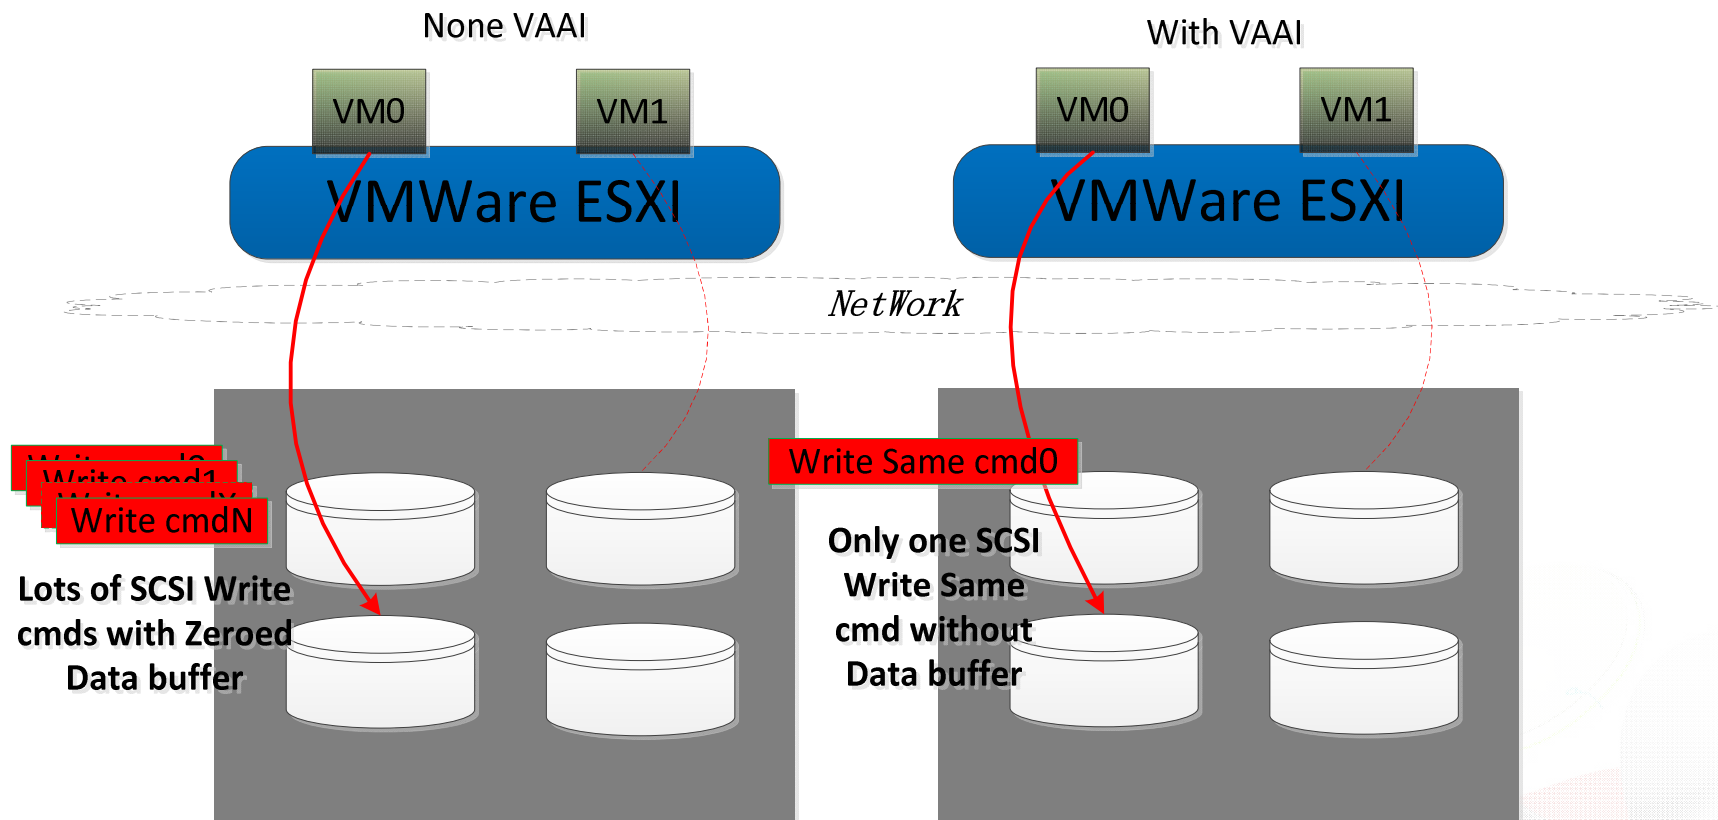 None VAAI
With VAAI
VM0
VM1
VM0
VM1
VMWare ESXI
VMWare ESXI
NetWork
Write cmd1
Write cmdN
Lots of SCSI Write
cmds with Zeroed
Data buffer
Write Same cmd0
Only one SCSI
Write Same
cmd without
Data buffer